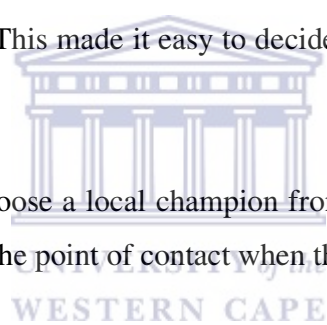 This made it easy to decide
oose a local champion from
he point of contact when th
UNIVERSITY of the
WESTERN CAPE